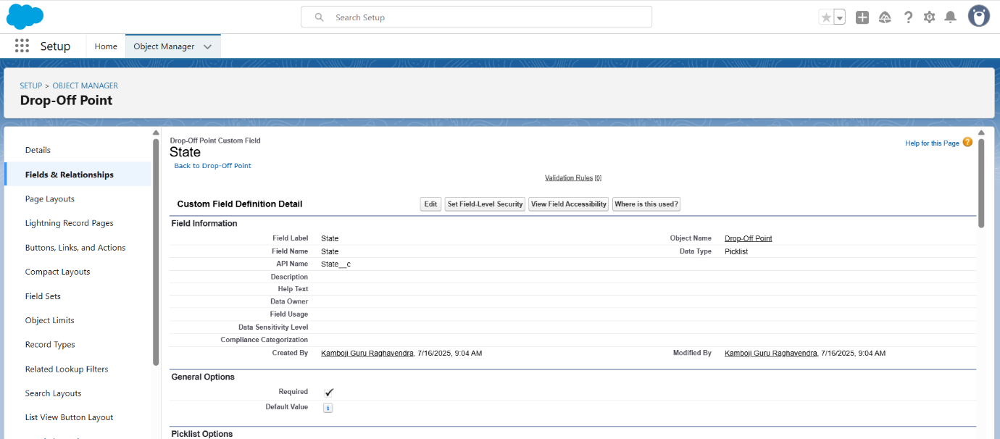 Search Setup
Setup
Home
Object Manager
SETUP > OBJECT MANAGER
Drop-Off Point
Details
Fields & Relationships
Page Layouts
Lightning Record Pages
Buttons, Links, and Actions
Compact Layouts
Field Sets
Object Limits
Record Types
Related Lookup Filters
Search Layouts
List View Button Layout
Drop-Off Point Custom Field
State
Back to Drop-Off Point
Help for this Page
Validation Rules [0]
Custom Field Definition Detail
Edit
Set Field-Level Security
View Field Accessibility
Where is this used?
Field Information
Field Label State Object Name Drop-Off Point
Field Name State Data Type Picklist
API Name State__c
Description
Help Text
Data Owner
Field Usage
Data Sensitivity Level
Compliance Categorization
Created By Kamboji Guru Raghavendra, 7/16/2025, 9:04 AM Modified By Kamboji Guru Raghavendra, 7/16/2025, 9:04 AM
General Options
Required
Default Value
Picklist Options